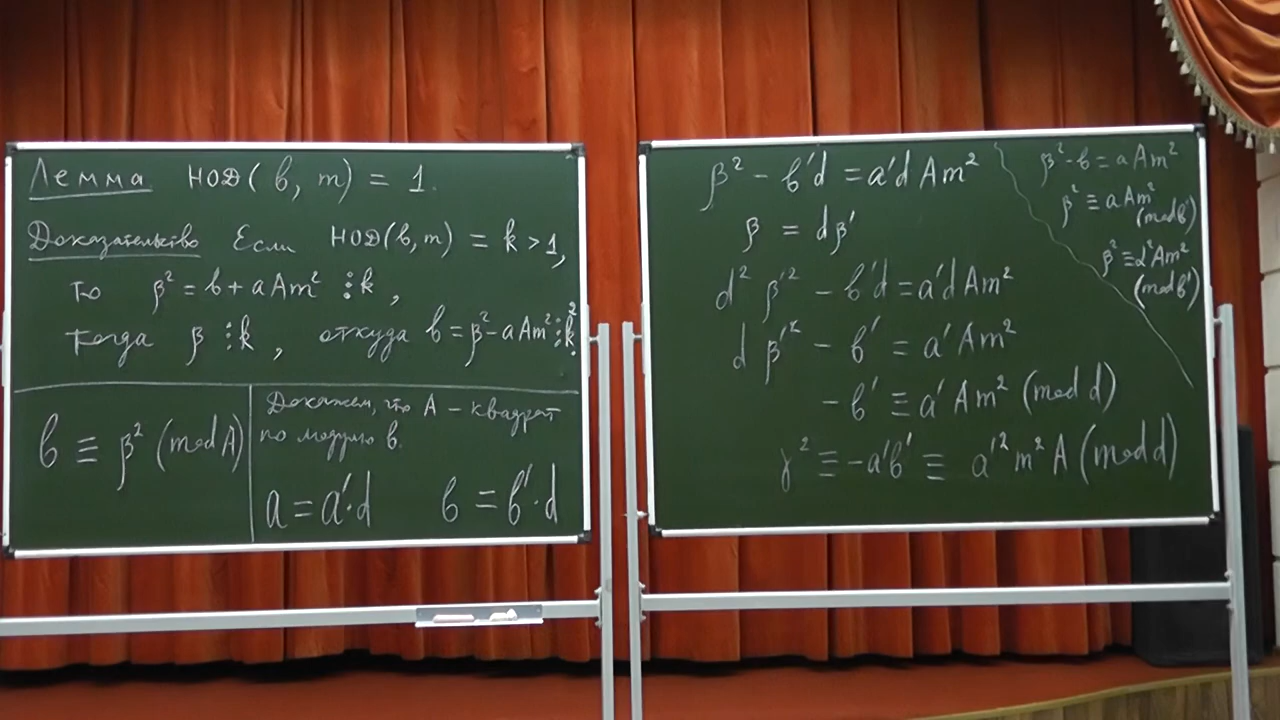 Лемма НОД(b, m) = 1.
Доказательство Если НОД(b, m) = k > 1,
то β² = b + aAm² ⋮ k,
тогда β ⋮ k, откуда b = β² - aAm² ⋮ k².
b ≡ β² (mod A)
Докажем, что A – квадрат
по модулю b.
a = a'·d b = b'·d
β² - b'd = a'd Am²
β = dβ'
d² β'² - b'd = a'd Am²
d β'² - b' = a' Am²
- b' ≡ a' Am² (mod d)
γ² ≡ -a'b' ≡ a'² m² A (mod d)
β² - b = aAm²
β² ≡ aAm²
(mod b')
β² ≡ α² Am²
(mod b')